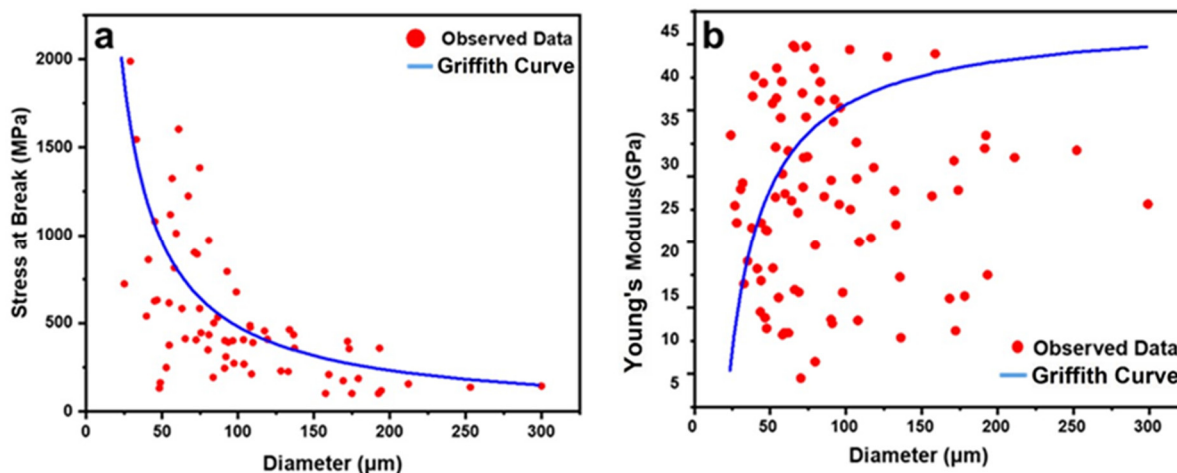 a
Observed Data
Griffith Curve
2000
1500
1000
500
0
0 50 100 150 200 250 300
Stress at Break (MPa)
Diameter (µm)
b
45
40
35
30
25
20
15
10
5
0 50 100 150 200 250 300
Young's Modulus(GPa)
Diameter (µm)
Observed Data
Griffith Curve